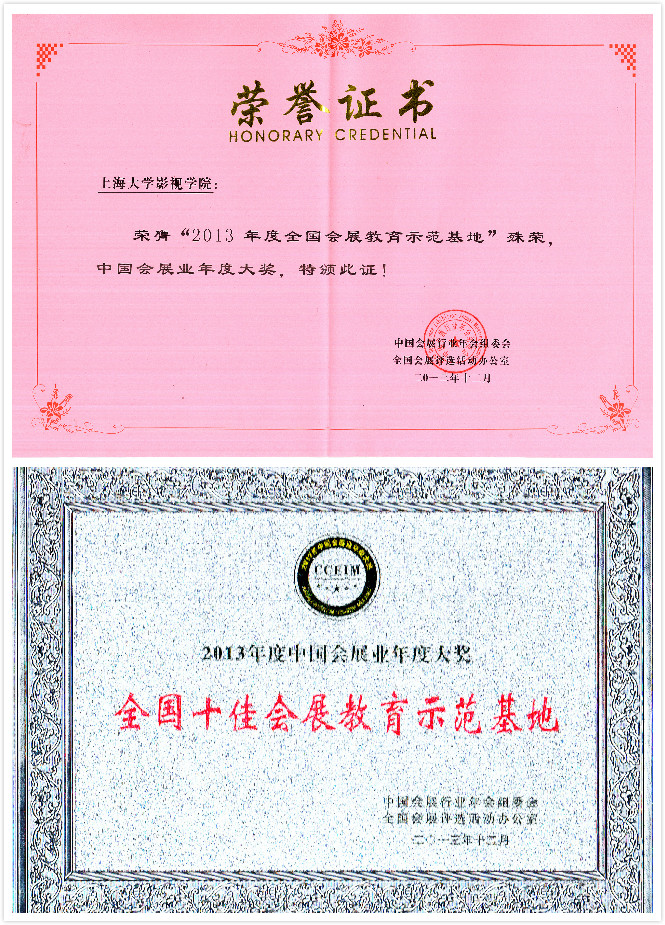 荣誉证书
HONORARY CREDENTIAL
上海大学影视学院：
荣膺“2013 年度全国会展教育示范基地”殊荣，
中国会展业年度大奖，特颁此证！
中国会展行业年会组委会
全国会展评选活动办公室
二〇一三年十二月
CCEIM
2013年度中国会展业年度大奖
全国十佳会展教育示范基地
中国会展行业年会组委会
全国会展评选活动办公室
二〇一三年十二月